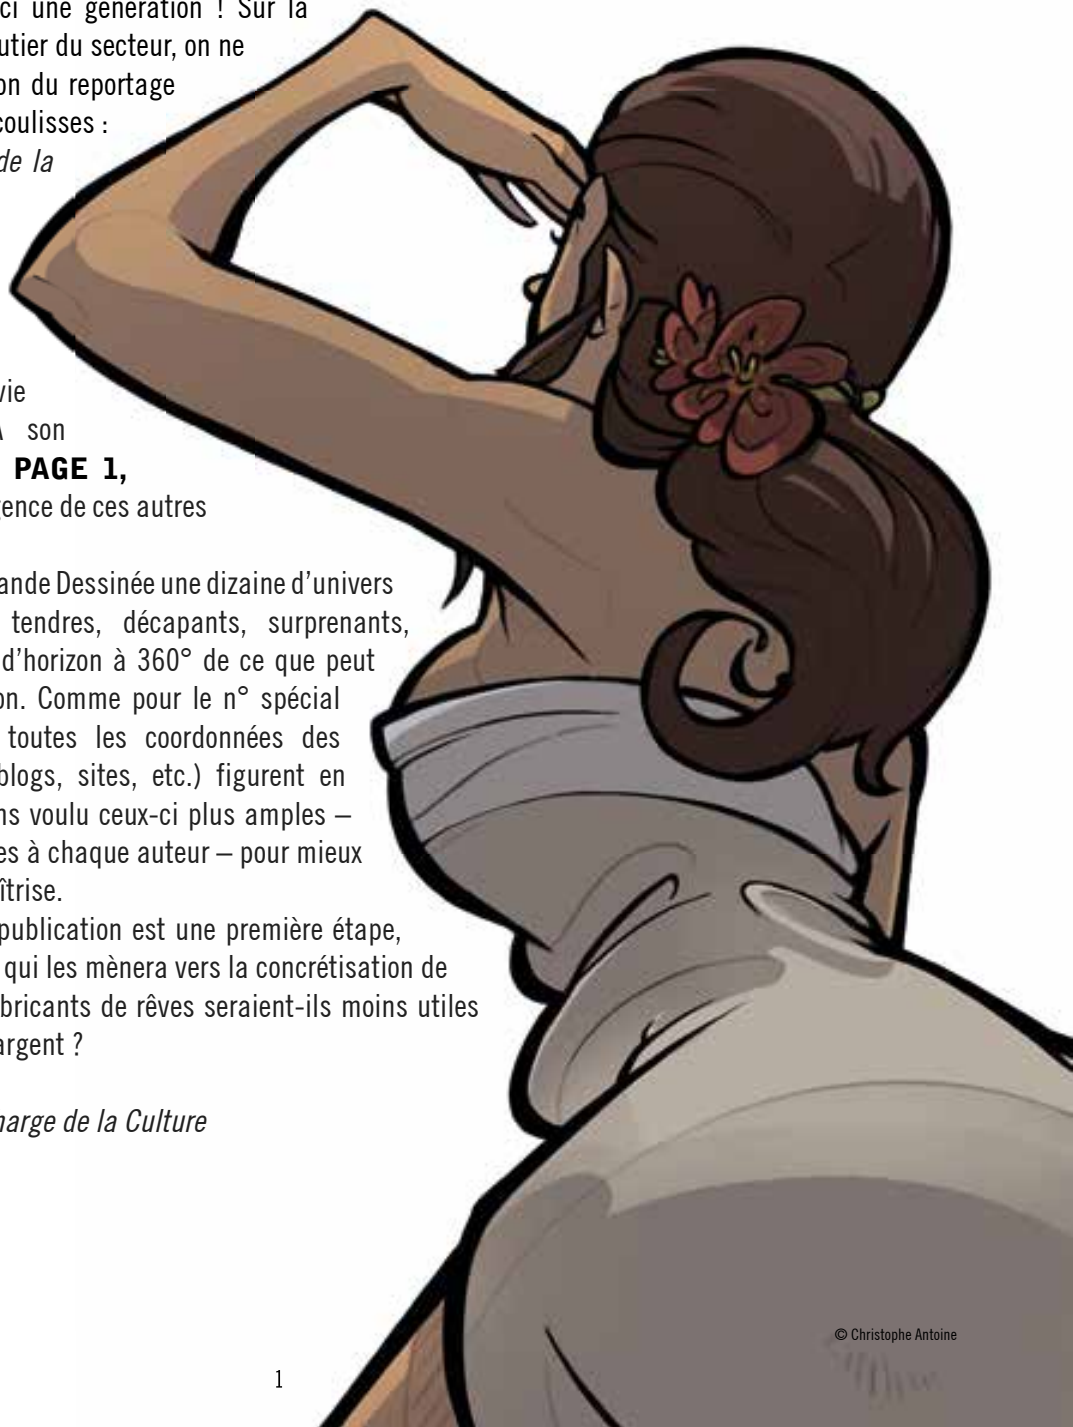 ci une génération ! Sur la
utier du secteur, on ne
on du reportage
coulisses :
de la
vie
A son
PAGE 1,
gence de ces autres
ande Dessinée une dizaine d’univers
tendres, décapants, surprenants,
d’horizon à 360° de ce que peut
on. Comme pour le n° spécial
toutes les coordonnées des
blogs, sites, etc.) figurent en
ns voulu ceux-ci plus amples –
es à chaque auteur – pour mieux
îtrise.
publication est une première étape,
qui les mènera vers la concrétisation de
bricants de rêves seraient-ils moins utiles
argent ?
harge de la Culture
© Christophe Antoine
1